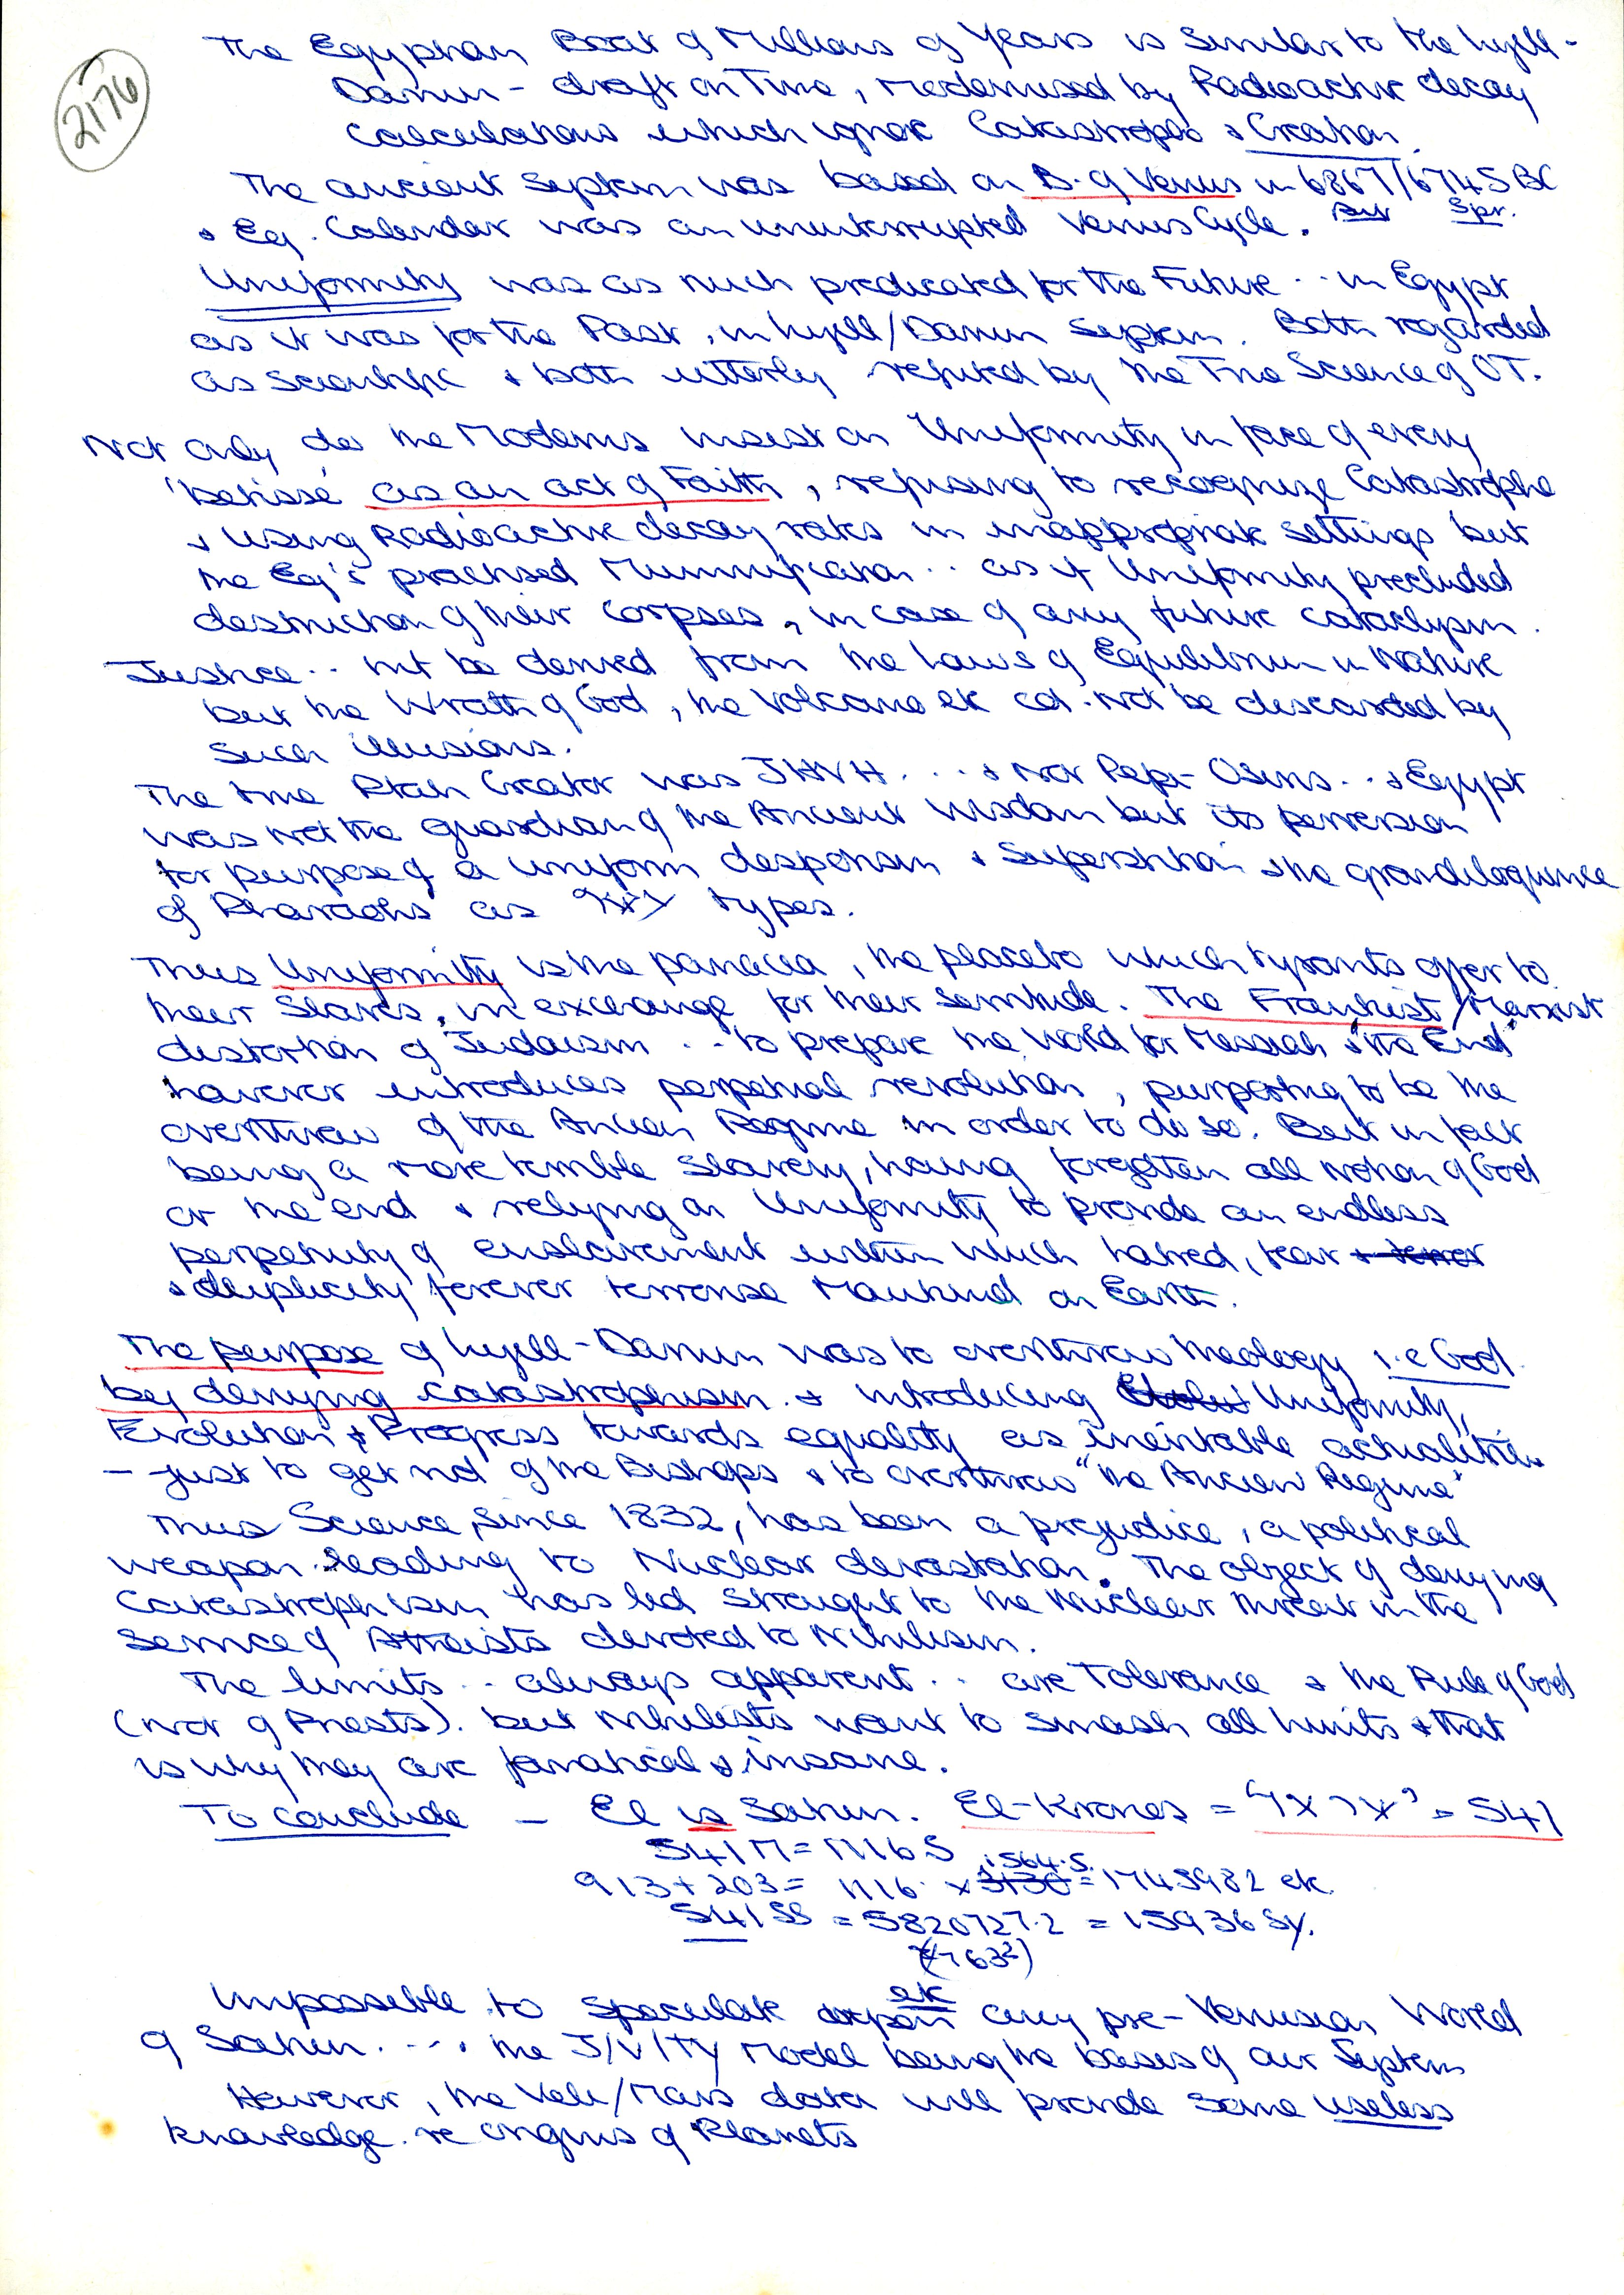 2176
The Egyptian Boat of Millions of Years is similar to the Lyell-
Darwin - draft on Time, modernised by Radioactive decay
calculations which ignore Catastrophe & Creation.
The ancient System was based on B. of Venus in 6867/6745 BC
& Eg. Calendar was an uninterrupted Venus Cycle. Spr.
Uniformity was as much predicated for the Future .. in Egypt
as it was for the Past, in Lyell/Darwin System. Both regarded
as scientific & both utterly refuted by the True Science of OT.
Not only do the Moderns insist on Uniformity in face of every
'betisse' as an act of Faith, refusing to recognize Catastrophe
& using Radioactive decay rates in inappropriate settings but
the Eg's practised Mummification .. as if Uniformity precluded
destruction of their corpses, in case of any future cataclysm.
Justice .. mt be derived from the Laws of Equilibrium in Nature
but the Wrath of God, the Volcano etc cd. not be discarded by
such illusions.
The true Ptah Creator was JHVH ... & not Pepi-Osiris .. & Egypt
was not the guardian of the Ancient Wisdom but its perversion
for purpose of a uniform despotism & Superstition & the grandiloquence
of Pharaohs as types.
Thus Uniformity is the panacea, the placebo which tyrants offer to
their slaves, in exchange for their servitude. The Frankist/Marxist
distortion of Judaism .. to prepare the World for Messiah & "the End"
however introduces perpetual revolution, purporting to be the
overthrow of the Ancien Regime in order to do so. But in fact
being a more terrible slavery, having forgotten all notion of God
or the end & relying on Uniformity to provide an endless
perpetuity of enslavement within which hatred, fear & terror
& duplicity forever terrorise Mankind on Earth.
The purpose of Lyell-Darwin was to overthrow theology i.e God
by denying catastrophism. & introducing Uniformity,
Evolution & Progress towards equality as inevitable actualities
- just to get rid of the Bishops & to overthrow "the Ancien Regime"
Thus Science, since 1832, has been a prejudice, a political
weapon leading to Nuclear devastation. The object of denying
Catastrophism has led straight to the Nuclear threat in the
service of Atheists devoted to Nihilism.
The limits .. always apparent .. are Tolerance & the Rule of God
(not of Priests). but Nihilists want to smash all limits & that
is why they are fanatical & insane.
To conclude - El is Saturn. El-Kronos = 541
541 M = 11165
1564.5.
913 + 203 = 1116 x 3130 = 1745982 etc.
541 SS = 5820727.2 = 15936 SY.
(763²)
Impossible to speculate upon etc any pre-Venusian World
of Saturn .... the J/V/TY Model being the basis of our System
However, the Vele/Mars data will provide some useless
knowledge re origins of Planets